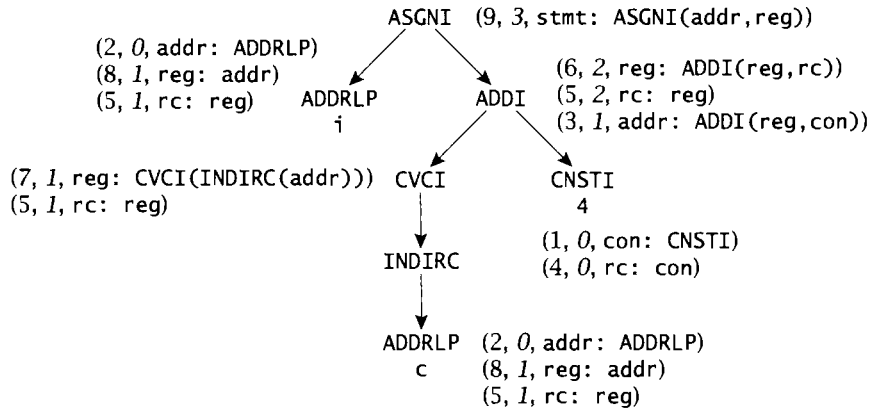 ASGNI (9, 3, stmt: ASGNI(addr,reg))
(2, 0, addr: ADDRLP)
(8, 1, reg: addr)
(5, 1, rc: reg)
ADDRLP
i
ADDI
(6, 2, reg: ADDI(reg,rc))
(5, 2, rc: reg)
(3, 1, addr: ADDI(reg,con))
(7, 1, reg: CVCI(INDIRC(addr)))
(5, 1, rc: reg)
CVCI
CNSTI
4
(1, 0, con: CNSTI)
(4, 0, rc: con)
INDIRC
ADDRLP
c
(2, 0, addr: ADDRLP)
(8, 1, reg: addr)
(5, 1, rc: reg)